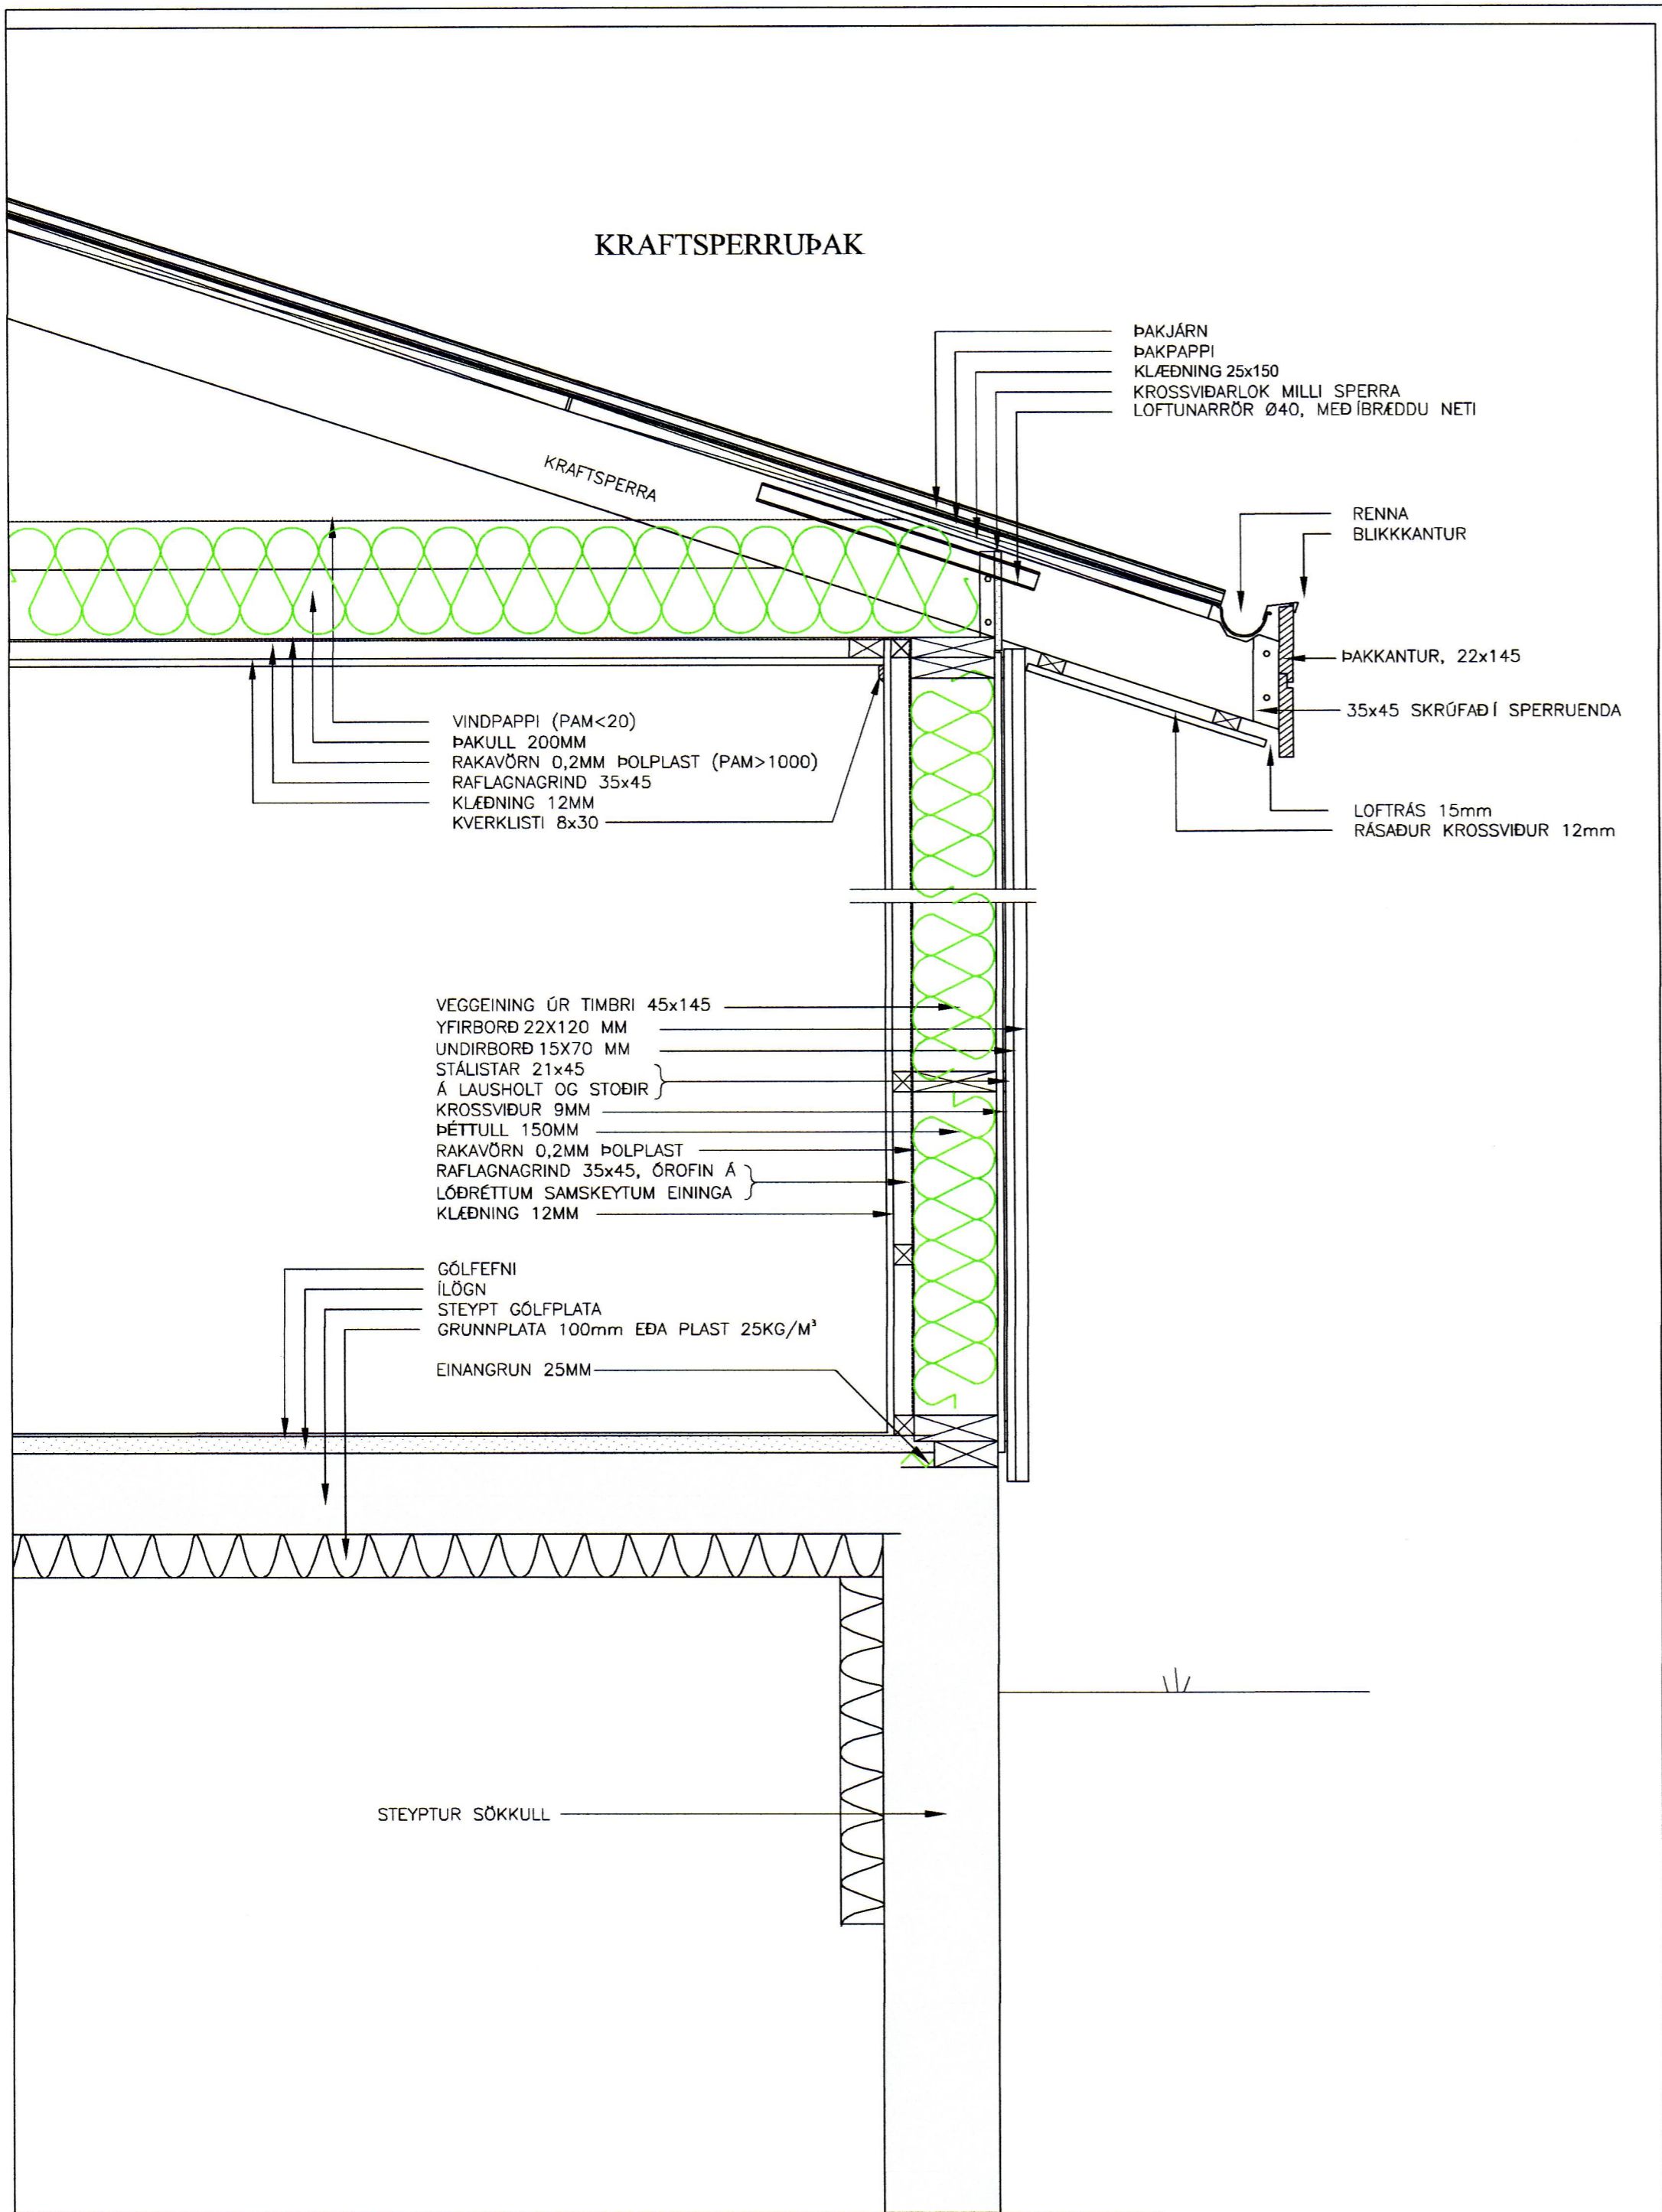 KRAFTSPERRUÞAK
ÞAKJÁRN
ÞAKPAPPI
KLÆÐNING 25x150
KROSSVIÐARLOK MILLI SPERRA
LOFTUNARRÖR Ø40, MEÐ ÍBRÆDDU NETI
KRAFTSPERRA
RENNA
BLIKKKANTUR
ÞAKKANTUR, 22x145
35x45 SKRÚFAÐ Í SPERRUENDA
LOFTRÁS 15mm
RÁSAÐUR KROSSVIÐUR 12mm
VINDPAPPI (PAM<20)
ÞAKULL 200MM
RAKAVÖRN 0,2MM ÞOLPLAST (PAM>1000)
RAFLAGNAGRIND 35x45
KLÆÐNING 12MM
KVERKLISTI 8x30
VEGGEINING ÚR TIMBRI 45x145
YFIRBORÐ 22X120 MM
UNDIRBORÐ 15X70 MM
STÁLISTAR 21x45
Á LAUSHOLT OG STOÐIR
KROSSVIÐUR 9MM
ÞÉTTULL 150MM
RAKAVÖRN 0,2MM ÞOLPLAST
RAFLAGNAGRIND 35x45, ÓROFIN Á
LÓÐRÉTTUM SAMSKEYTUM EININGA
KLÆÐNING 12MM
GÓLFEFNI
ÍLÖGN
STEYPT GÓLFPLATA
GRUNNPLATA 100mm EÐA PLAST 25KG/M³
EINANGRUN 25MM
STEYPTUR SÖKKULL